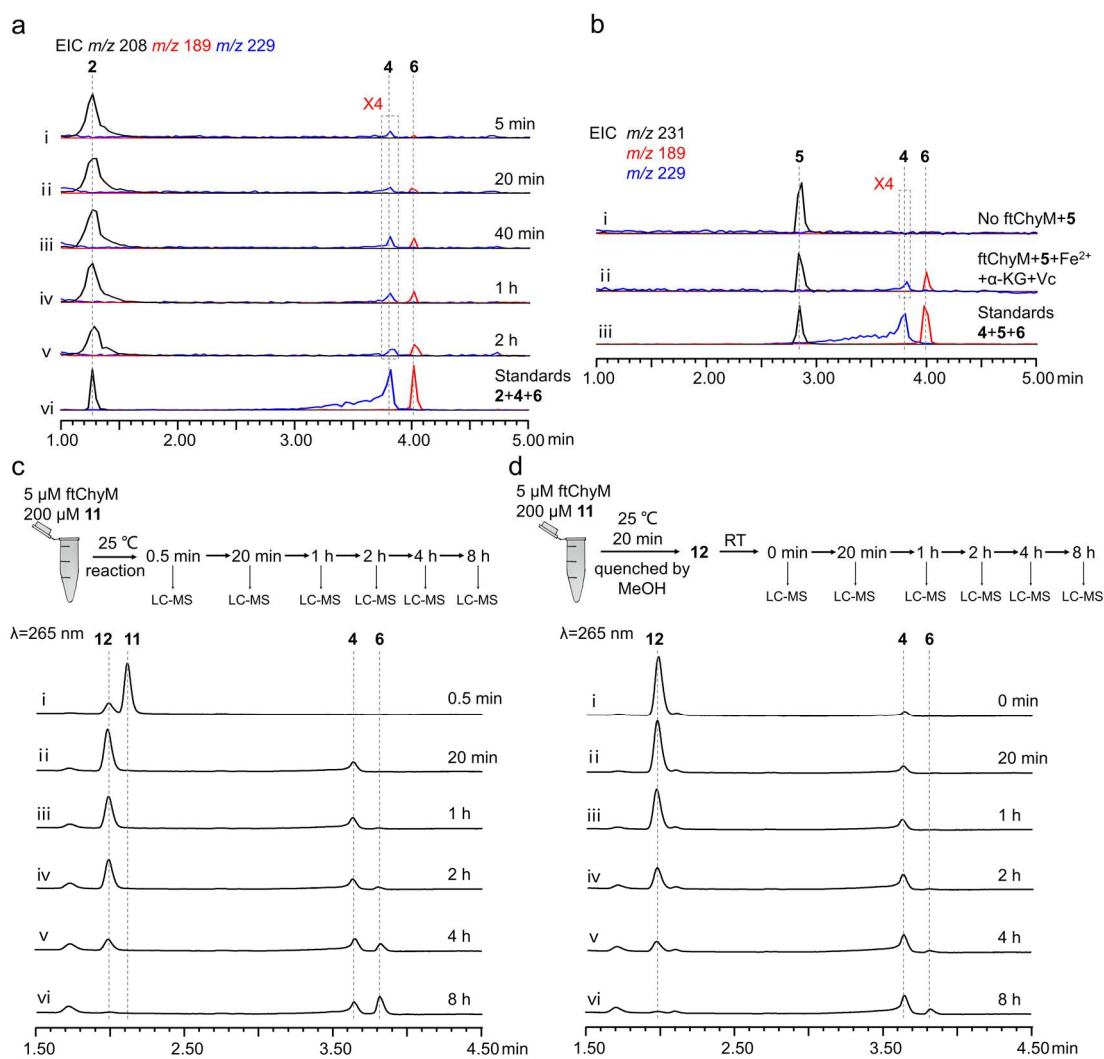 a
EIC m/z 208 m/z 189 m/z 229
2 4 6
X4
i 5 min
ii 20 min
iii 40 min
iv 1 h
v 2 h
vi Standards
2+4+6
1.00 2.00 3.00 4.00 5.00 min
b
EIC m/z 231
m/z 189
m/z 229
5 4 6
X4
i No ftChyM+5
ii ftChyM+5+Fe²⁺
+α-KG+Vc
iii Standards
4+5+6
1.00 2.00 3.00 4.00 5.00 min
c
5 μM ftChyM
200 μM 11
25 ℃
reaction
0.5 min 20 min 1 h 2 h 4 h 8 h
LC-MS LC-MS LC-MS LC-MS LC-MS LC-MS
λ=265 nm
12 11 4 6
i 0.5 min
ii 20 min
iii 1 h
iv 2 h
v 4 h
vi 8 h
1.50 2.50 3.50 4.50 min
d
5 μM ftChyM
200 μM 11
25 ℃
20 min
quenched by
MeOH
12
RT
0 min 20 min 1 h 2 h 4 h 8 h
LC-MS LC-MS LC-MS LC-MS LC-MS LC-MS
λ=265 nm
12 4 6
i 0 min
ii 20 min
iii 1 h
iv 2 h
v 4 h
vi 8 h
1.50 2.50 3.50 4.50 min